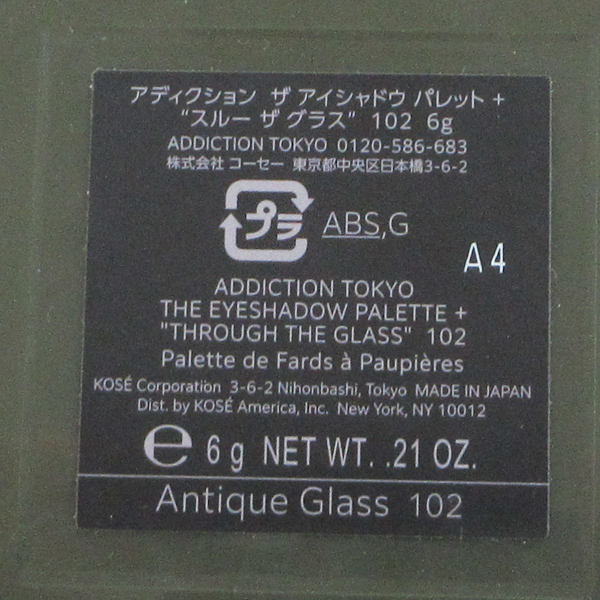 アディクション ザ アイシャドウ パレット +
"スルー ザ グラス" 102 6g
ADDICTION TOKYO 0120-586-683
株式会社 コーセー 東京都中央区日本橋3-6-2
プラ ABS,G
A4
ADDICTION TOKYO
THE EYESHADOW PALETTE +
"THROUGH THE GLASS" 102
Palette de Fards à Paupières
KOSÉ Corporation 3-6-2 Nihonbashi, Tokyo MADE IN JAPAN
Dist. by KOSÉ America, Inc. New York, NY 10012
℮ 6 g NET WT. .21 OZ.
Antique Glass 102